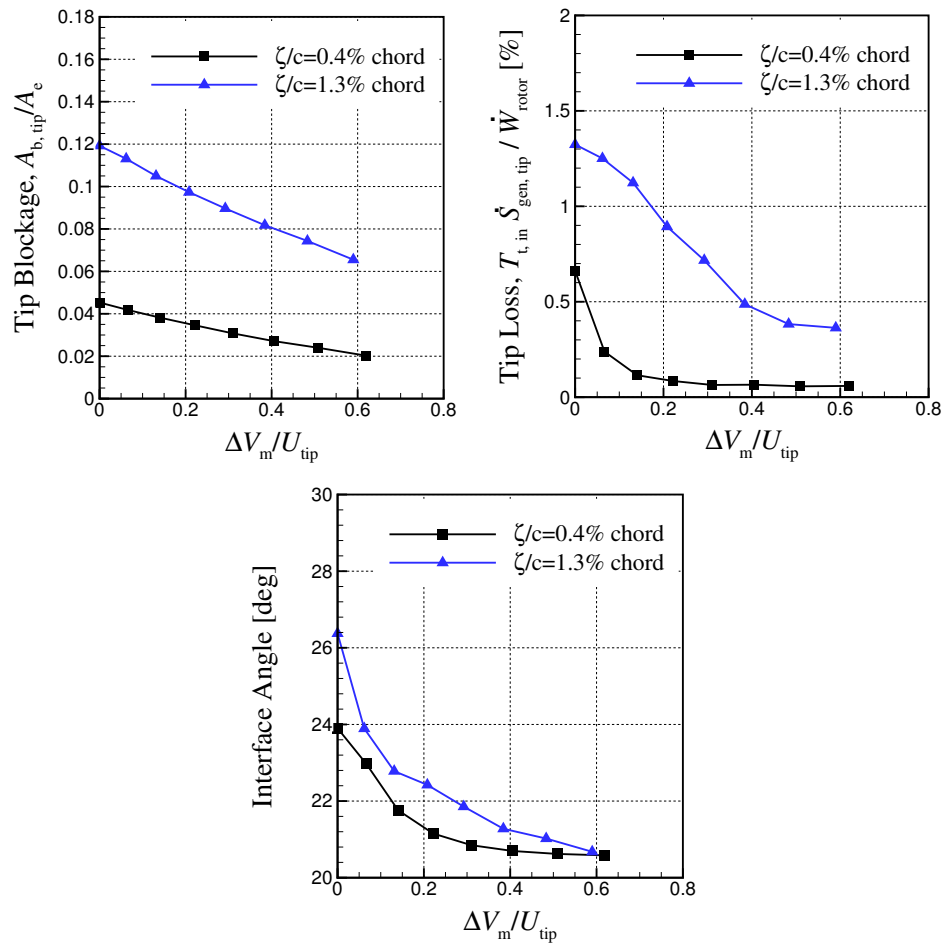 Tip Blockage, A_b, tip/A_e
0.18
0.16
0.14
0.12
0.1
0.08
0.06
0.04
0.02
0
ζ/c=0.4% chord
ζ/c=1.3% chord
0 0.2 0.4 0.6 0.8
ΔV_m/U_tip
Tip Loss, T_t, in Ṡ_gen, tip / Ẇ_rotor [%]
2
1.5
1
0.5
0
ζ/c=0.4% chord
ζ/c=1.3% chord
0 0.2 0.4 0.6 0.8
ΔV_m/U_tip
Interface Angle [deg]
30
28
26
24
22
20
ζ/c=0.4% chord
ζ/c=1.3% chord
0 0.2 0.4 0.6 0.8
ΔV_m/U_tip